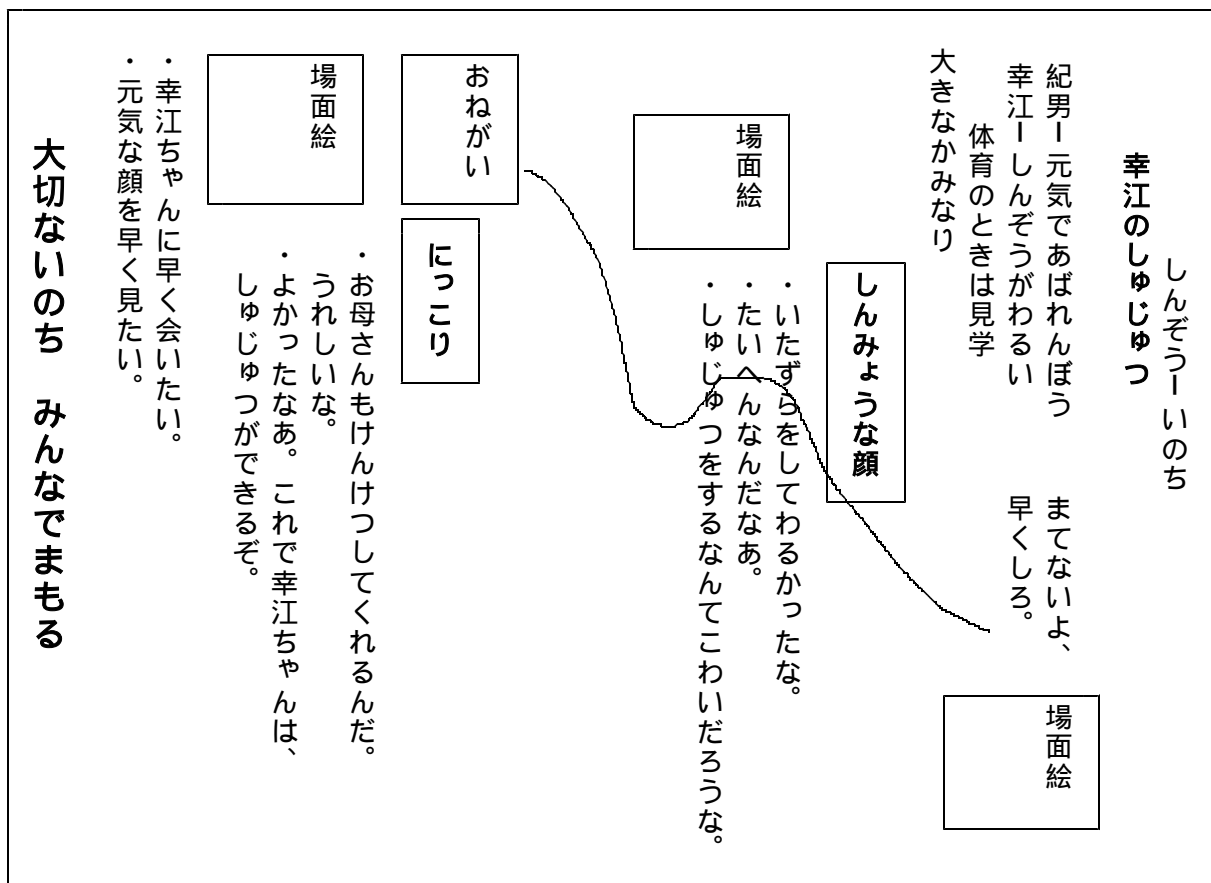 しんぞうーいのち
幸江のしゅじゅつ
紀男ー元気であばれんぼう
幸江ーしんぞうがわるい
体育のときは見学
大きなかみなり
まてないよ、
早くしろ。
場面絵
しんみょうな顔
・いたずらをしてわるかったな。
・たいへんなんだなあ。
・しゅじゅつをするなんてこわいだろうな。
場面絵
おねがい
にっこり
・お母さんもけんけつしてくれるんだ。
うれしいな。
・よかったなあ。これで幸江ちゃんは、
しゅじゅつができるぞ。
場面絵
・幸江ちゃんに早く会いたい。
・元気な顔を早く見たい。
大切ないのち　みんなでまもる